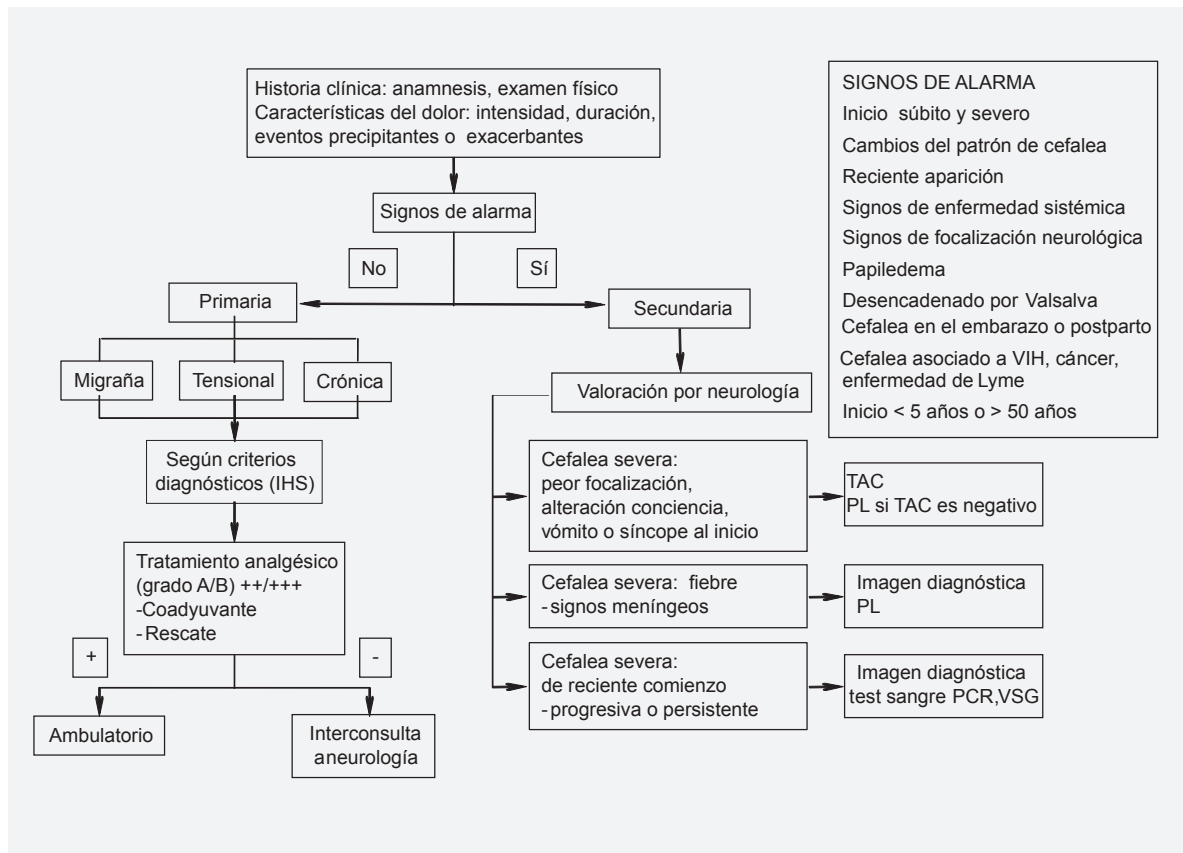 Historia clínica: anamnesis, examen físico
Características del dolor: intensidad, duración,
eventos precipitantes o exacerbantes
Signos de alarma
No
Sí
Primaria
Secundaria
Migraña
Tensional
Crónica
Valoración por neurología
Según criterios
diagnósticos (IHS)
Tratamiento analgésico
(grado A/B) ++/+++
-Coadyuvante
-Rescate
+
-
Ambulatorio
Interconsulta
aneurología
Cefalea severa:
peor focalización,
alteración conciencia,
vómito o síncope al inicio
TAC
PL si TAC es negativo
Cefalea severa: fiebre
-signos meníngeos
Imagen diagnóstica
PL
Cefalea severa:
de reciente comienzo
-progresiva o persistente
Imagen diagnóstica
test sangre PCR,VSG
SIGNOS DE ALARMA
Inicio súbito y severo
Cambios del patrón de cefalea
Reciente aparición
Signos de enfermedad sistémica
Signos de focalización neurológica
Papiledema
Desencadenado por Valsalva
Cefalea en el embarazo o postparto
Cefalea asociado a VIH, cáncer,
enfermedad de Lyme
Inicio < 5 años o > 50 años